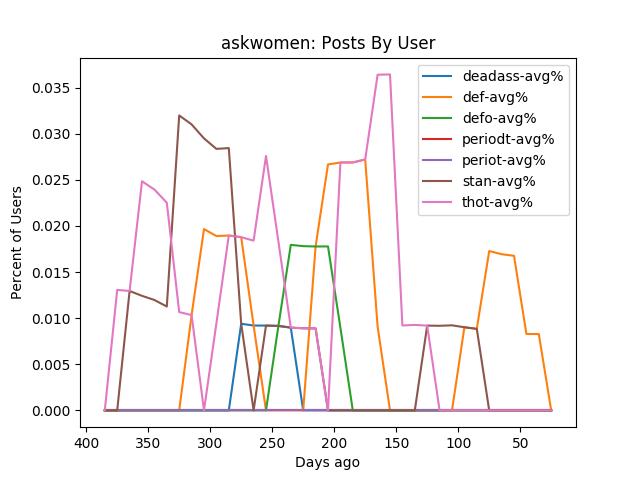 askwomen: Posts By User
deadass-avg%
def-avg%
defo-avg%
periodt-avg%
periot-avg%
stan-avg%
thot-avg%
Percent of Users
0.035
0.030
0.025
0.020
0.015
0.010
0.005
0.000
400 350 300 250 200 150 100 50
Days ago